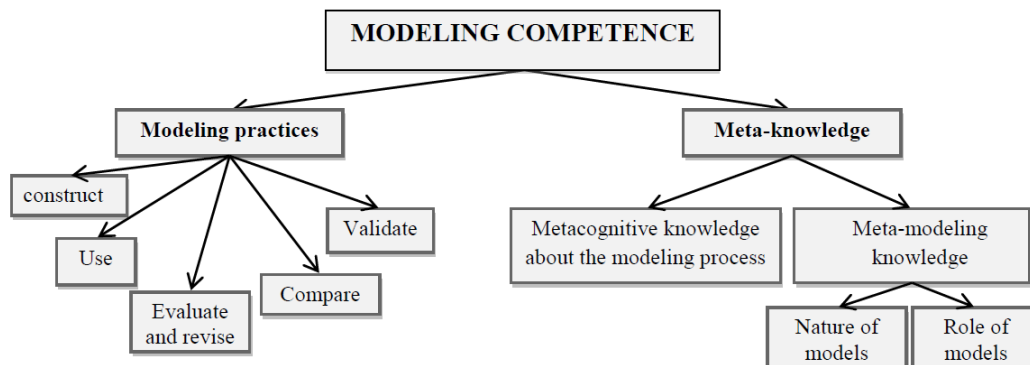 MODELING COMPETENCE
Modeling practices
Meta-knowledge
construct
Use
Evaluate
and revise
Compare
Validate
Metacognitive knowledge
about the modeling process
Meta-modeling
knowledge
Nature of
models
Role of
models